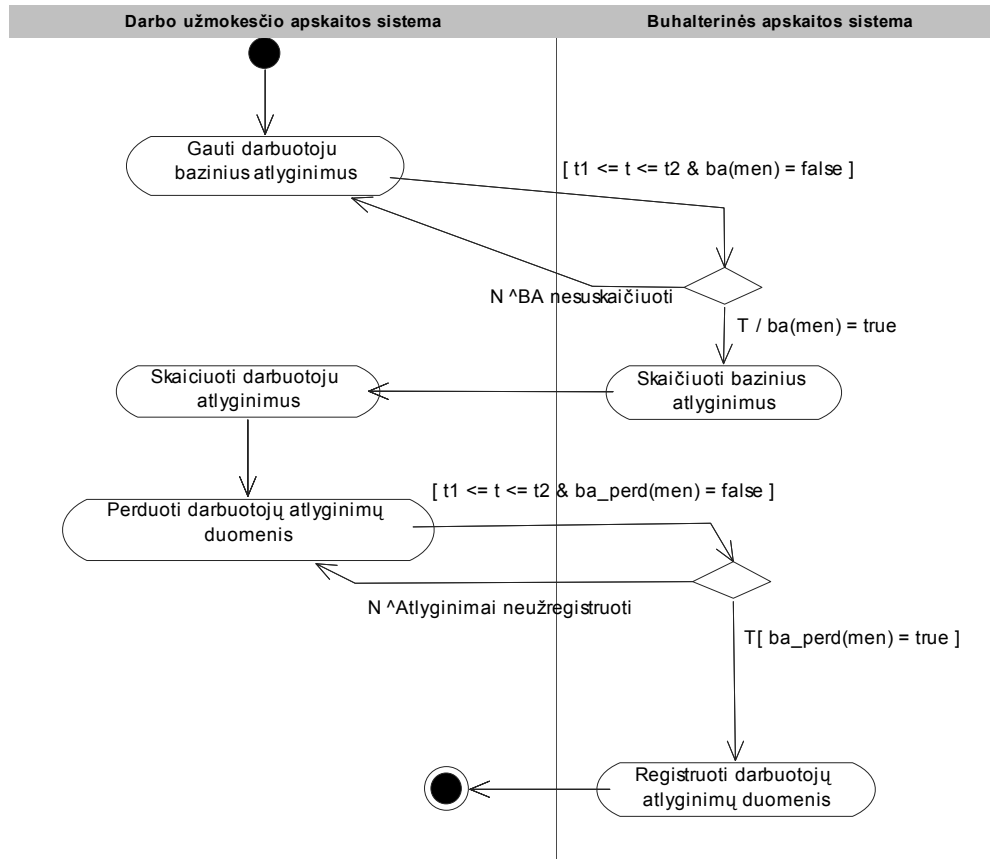 Darbo užmokesčio apskaitos sistema
Buhalterinės apskaitos sistema
Gauti darbuotoju
bazinius atlyginimus
[ t1 <= t <= t2 & ba(men) = false ]
N ^BA nesuskaičiuoti
T / ba(men) = true
Skaiciuoti darbuotoju
atlyginimus
Skaičiuoti bazinius
atlyginimus
[ t1 <= t <= t2 & ba_perd(men) = false ]
Perduoti darbuotojų atlyginimų
duomenis
N ^Atlyginimai neužregistruoti
T[ ba_perd(men) = true ]
Registruoti darbuotojų
atlyginimų duomenis